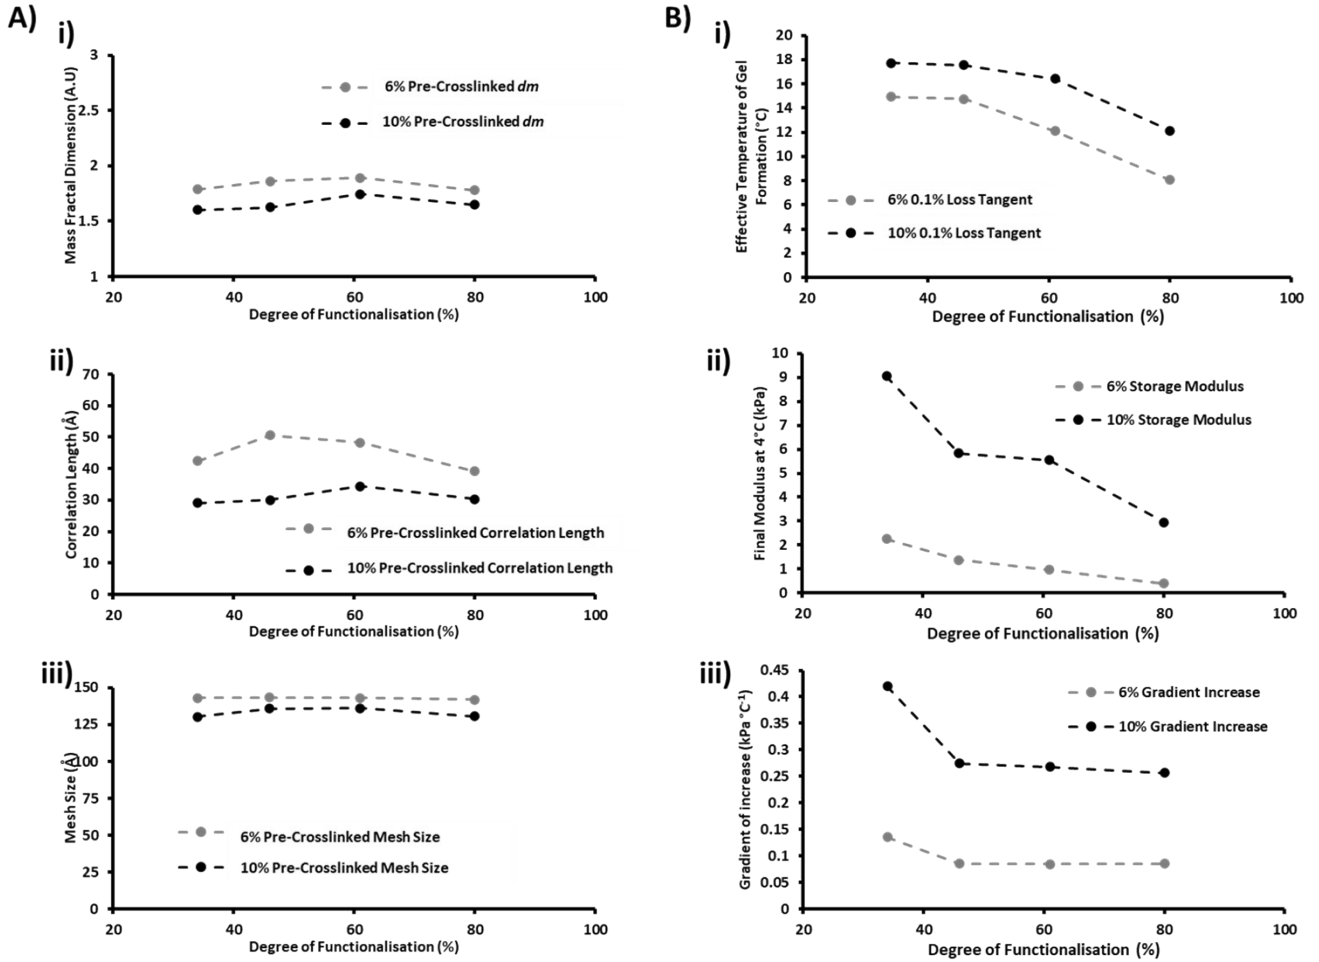 A)
i)
Mass Fractal Dimension (A.U)
3
2.5
2
1.5
1
20 40 60 80 100
Degree of Functionalisation (%)
6% Pre-Crosslinked dm
10% Pre-Crosslinked dm
ii)
Correlation Length (Å)
70
60
50
40
30
20
10
0
20 40 60 80 100
Degree of Functionalisation (%)
6% Pre-Crosslinked Correlation Length
10% Pre-Crosslinked Correlation Length
iii)
Mesh Size (Å)
150
125
100
75
50
25
0
20 40 60 80 100
Degree of Functionalisation (%)
6% Pre-Crosslinked Mesh Size
10% Pre-Crosslinked Mesh Size
B)
i)
Effective Temperature of Gel
Formation (°C)
20
18
16
14
12
10
8
6
4
2
0
20 40 60 80 100
Degree of Functionalisation (%)
6% 0.1% Loss Tangent
10% 0.1% Loss Tangent
ii)
Final Modulus at 4°C (kPa)
10
9
8
7
6
5
4
3
2
1
0
20 40 60 80 100
Degree of Functionalisation (%)
6% Storage Modulus
10% Storage Modulus
iii)
Gradient of increase (kPa °C⁻¹)
0.45
0.4
0.35
0.3
0.25
0.2
0.15
0.1
0.05
0
20 40 60 80 100
Degree of Functionalisation (%)
6% Gradient Increase
10% Gradient Increase